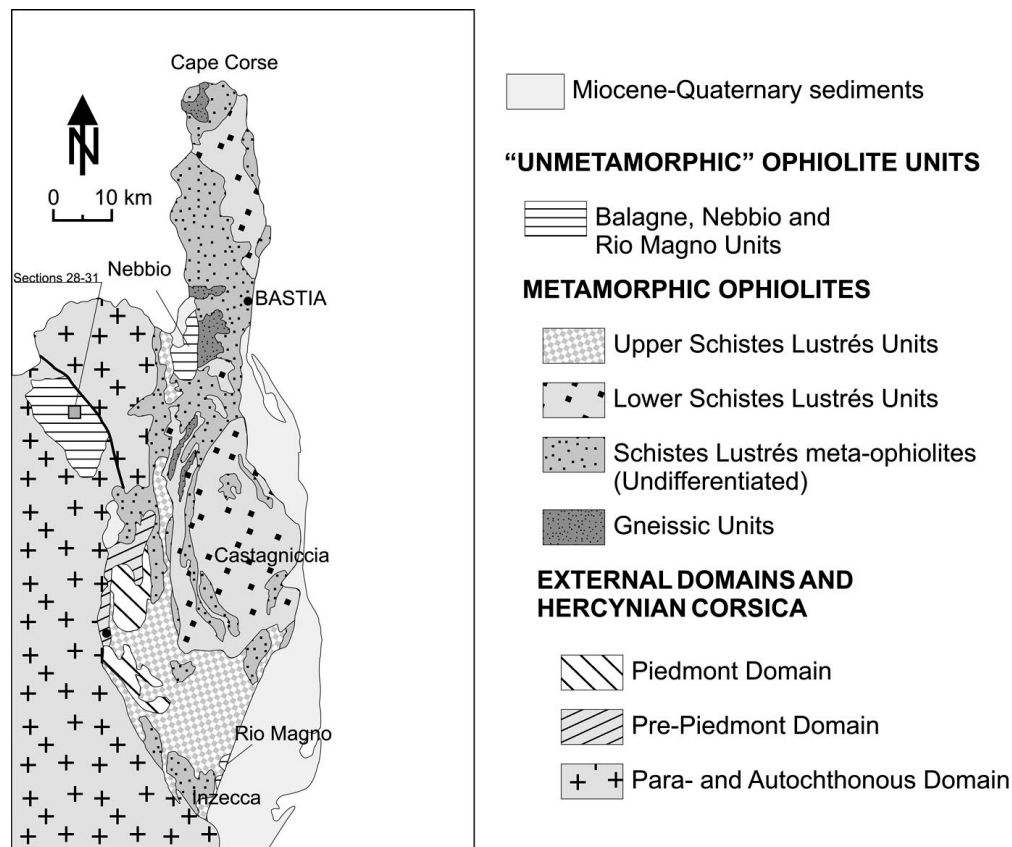 Cape Corse
N
0 10 km
Nebbio
Sections 28-31
BASTIA
Castagniccia
Rio Magno
Inzecca
Miocene-Quaternary sediments
“UNMETAMORPHIC” OPHIOLITE UNITS
Balagne, Nebbio and
Rio Magno Units
METAMORPHIC OPHIOLITES
Upper Schistes Lustrés Units
Lower Schistes Lustrés Units
Schistes Lustrés meta-ophiolites
(Undifferentiated)
Gneissic Units
EXTERNAL DOMAINS AND
HERCYNIAN CORSICA
Piedmont Domain
Pre-Piedmont Domain
Para- and Autochthonous Domain